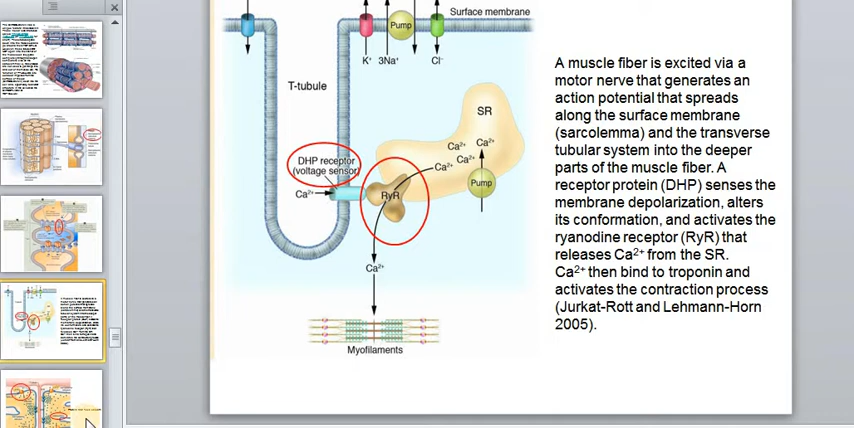 Surface membrane
Pump
K⁺ 3Na⁺ Cl⁻
T-tubule
SR
Ca²⁺ Ca²⁺
Ca²⁺
Ca²⁺
DHP receptor
(voltage sensor)
Ca²⁺
RyR
Pump
Ca²⁺
Myofilaments
A muscle fiber is excited via a
motor nerve that generates an
action potential that spreads
along the surface membrane
(sarcolemma) and the transverse
tubular system into the deeper
parts of the muscle fiber. A
receptor protein (DHP) senses the
membrane depolarization, alters
its conformation, and activates the
ryanodine receptor (RyR) that
releases Ca²⁺ from the SR.
Ca²⁺ then bind to troponin and
activates the contraction process
(Jurkat-Rott and Lehmann-Horn
2005).